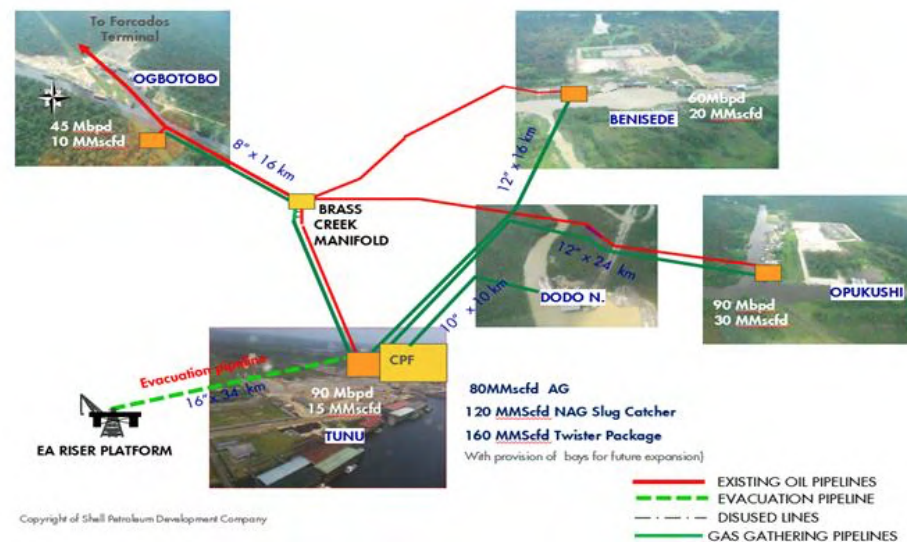 To Forcados
Terminal
OGBOTOBO
45 Mbpd
10 MMscfd
8" x 16 km
BENISEDE
60Mbpd
20 MMscfd
12" x 16 km
BRASS
CREEK
MANIFOLD
12" x 24 km
DODO N.
10" x10 km
OPUKUSHI
90 Mbpd
30 MMscfd
Evacuation pipeline
16"x 34 km
CPF
90 Mbpd
15 MMscfd
TUNU
EA RISER PLATFORM
80MMscfd AG
120 MMScfd NAG Slug Catcher
160 MMScfd Twister Package
With provision of bays for future expansion)
EXISTING OIL PIPELINES
EVACUATION PIPELINE
DISUSED LINES
GAS GATHERING PIPELINES
Copyright of Shell Petroleum Development Company